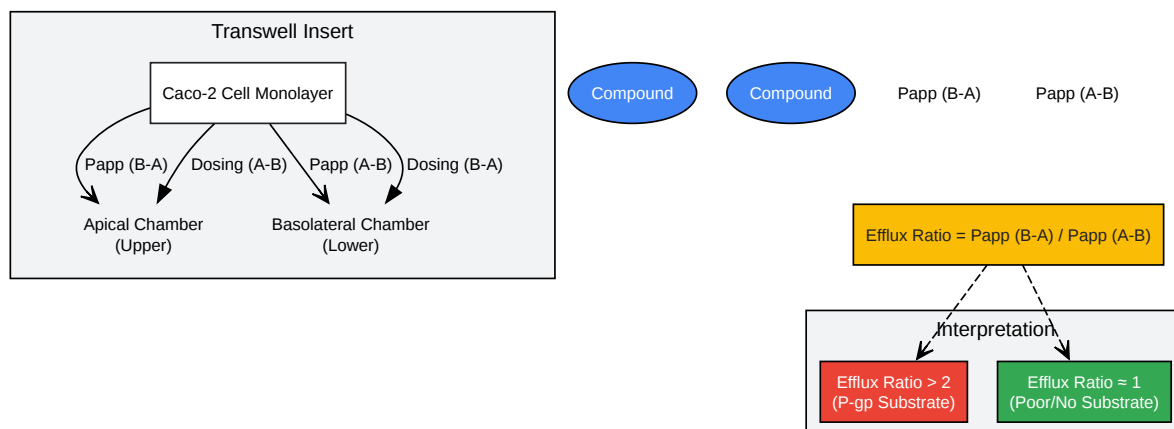 Transwell Insert
Caco-2 Cell Monolayer
Compound
Compound
Papp (B-A)
Papp (A-B)
Papp (B-A)
Dosing (A-B)
Papp (A-B)
Dosing (B-A)
Apical Chamber
(Upper)
Basolateral Chamber
(Lower)
Efflux Ratio = Papp (B-A) / Papp (A-B)
Interpretation
Efflux Ratio > 2
(P-gp Substrate)
Efflux Ratio ≈ 1
(Poor/No Substrate)